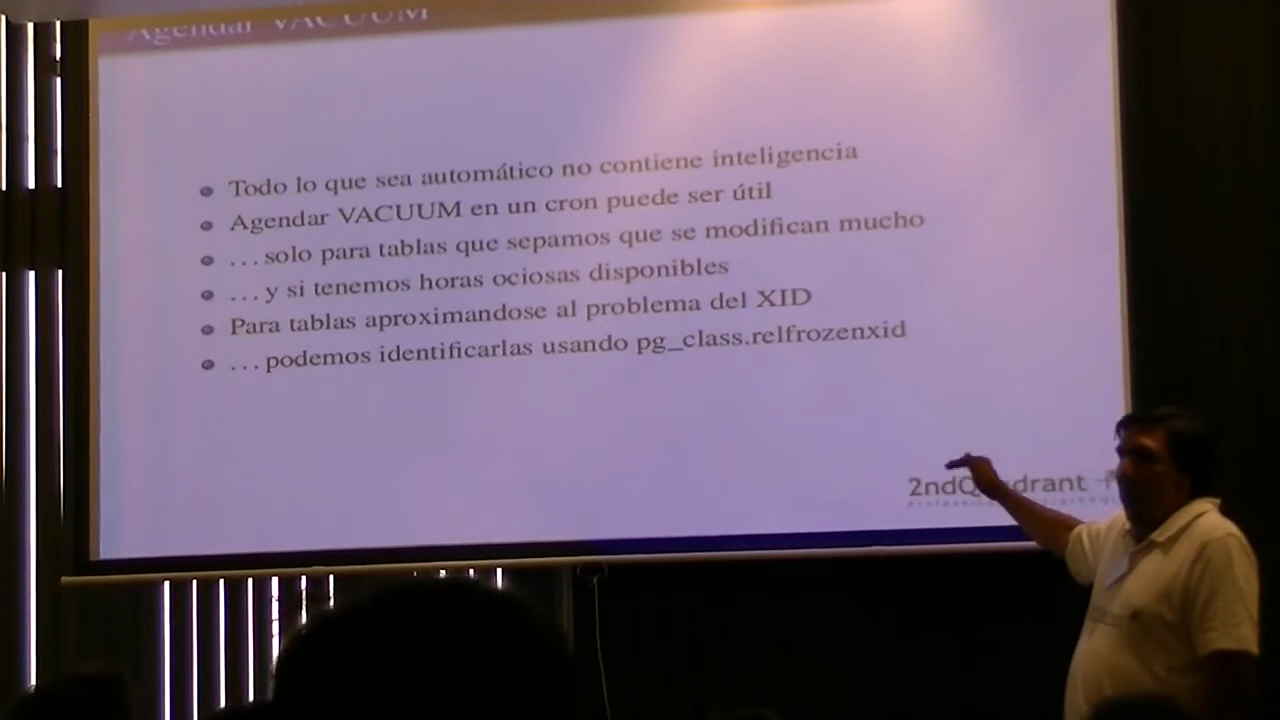 Agendar VACUUM
Todo lo que sea automático no contiene inteligencia
Agendar VACUUM en un cron puede ser útil
...solo para tablas que sepamos que se modifican mucho
...y si tenemos horas ociosas disponibles
Para tablas aproximandose al problema del XID
...podemos identificarlas usando pg_class.relfrozenxid
2ndQuadrant